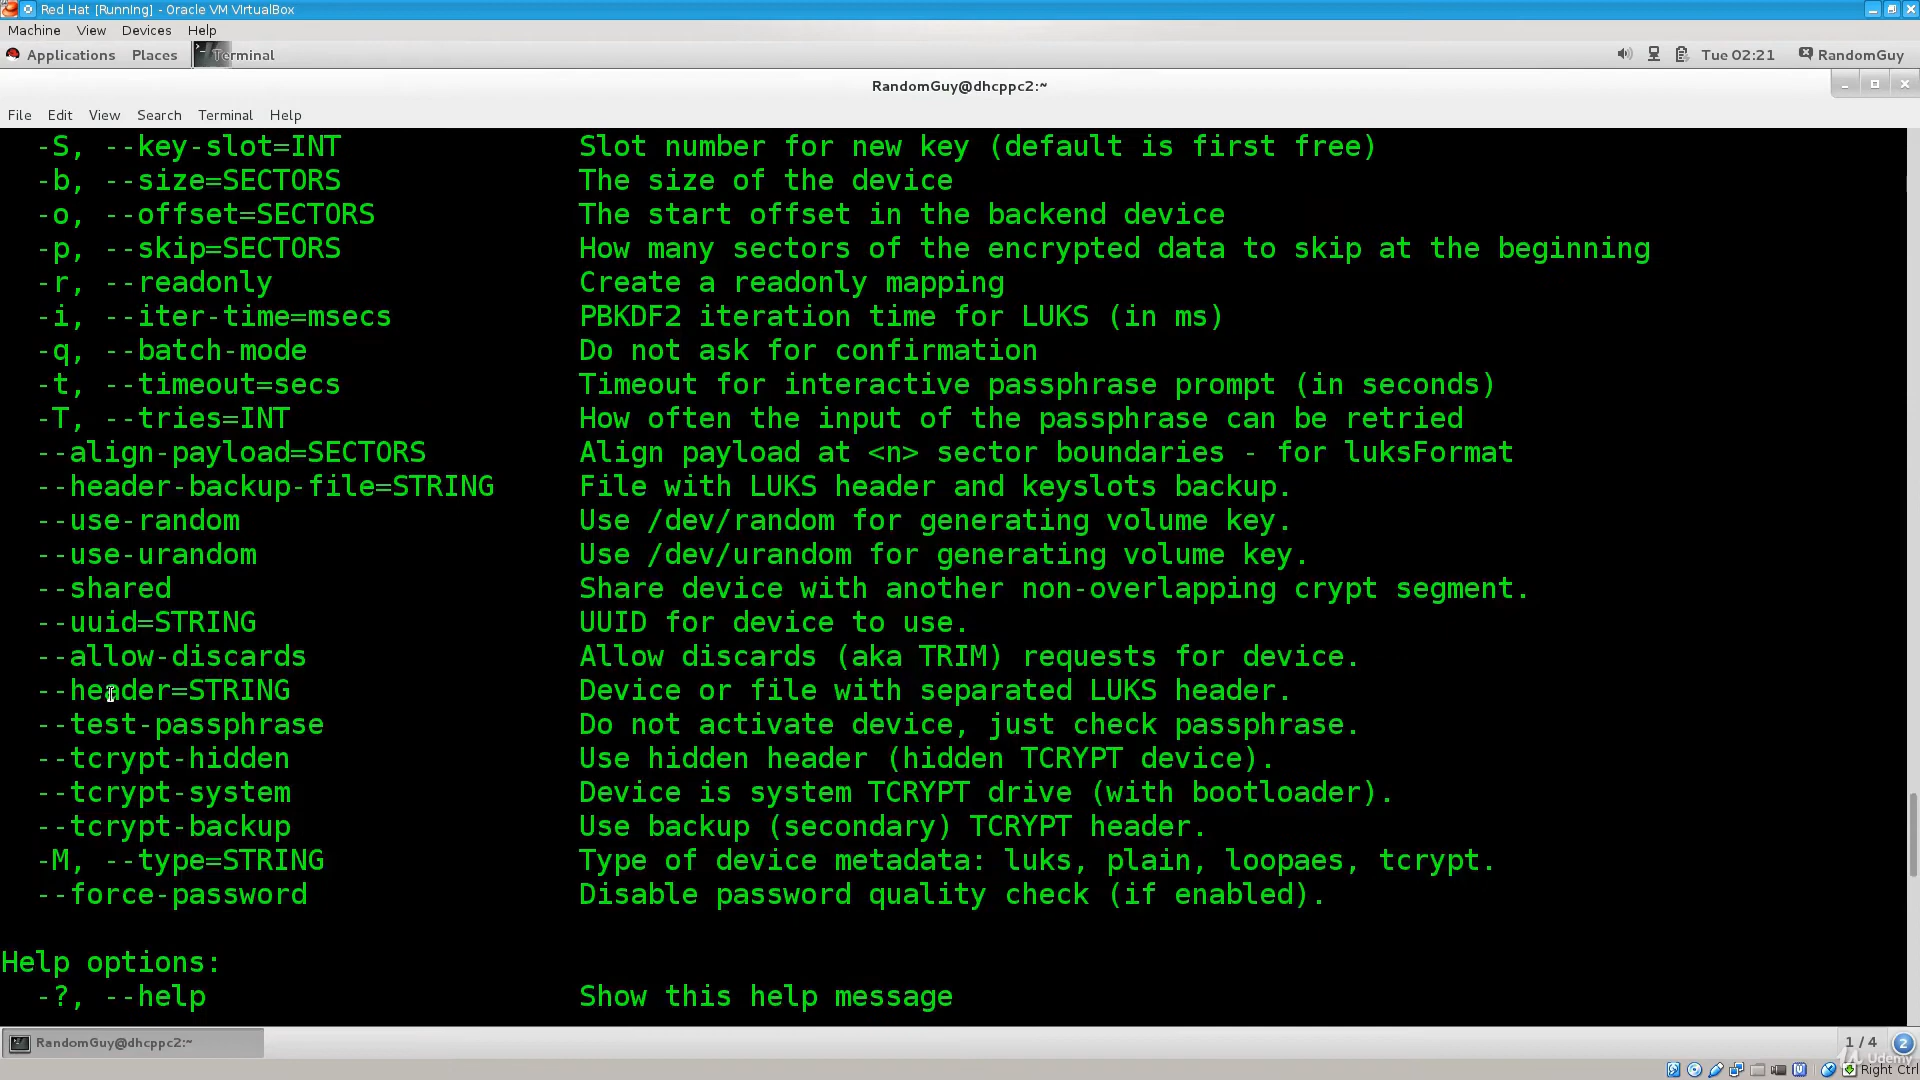 Red Hat [Running] - Oracle VM VirtualBox
Machine View Devices Help
Applications Places Terminal Tue 02:21 RandomGuy
RandomGuy@dhcppc2:~
File Edit View Search Terminal Help
-S, --key-slot=INT Slot number for new key (default is first free)
-b, --size=SECTORS The size of the device
-o, --offset=SECTORS The start offset in the backend device
-p, --skip=SECTORS How many sectors of the encrypted data to skip at the beginning
-r, --readonly Create a readonly mapping
-i, --iter-time=msecs PBKDF2 iteration time for LUKS (in ms)
-q, --batch-mode Do not ask for confirmation
-t, --timeout=secs Timeout for interactive passphrase prompt (in seconds)
-T, --tries=INT How often the input of the passphrase can be retried
--align-payload=SECTORS Align payload at <n> sector boundaries - for luksFormat
--header-backup-file=STRING File with LUKS header and keyslots backup.
--use-random Use /dev/random for generating volume key.
--use-urandom Use /dev/urandom for generating volume key.
--shared Share device with another non-overlapping crypt segment.
--uuid=STRING UUID for device to use.
--allow-discards Allow discards (aka TRIM) requests for device.
--header=STRING Device or file with separated LUKS header.
--test-passphrase Do not activate device, just check passphrase.
--tcrypt-hidden Use hidden header (hidden TCRYPT device).
--tcrypt-system Device is system TCRYPT drive (with bootloader).
--tcrypt-backup Use backup (secondary) TCRYPT header.
-M, --type=STRING Type of device metadata: luks, plain, loopaes, tcrypt.
--force-password Disable password quality check (if enabled).
Help options:
-?, --help Show this help message
RandomGuy@dhcppc2:~ 1 / 4 2
Udemy
Right Ctrl